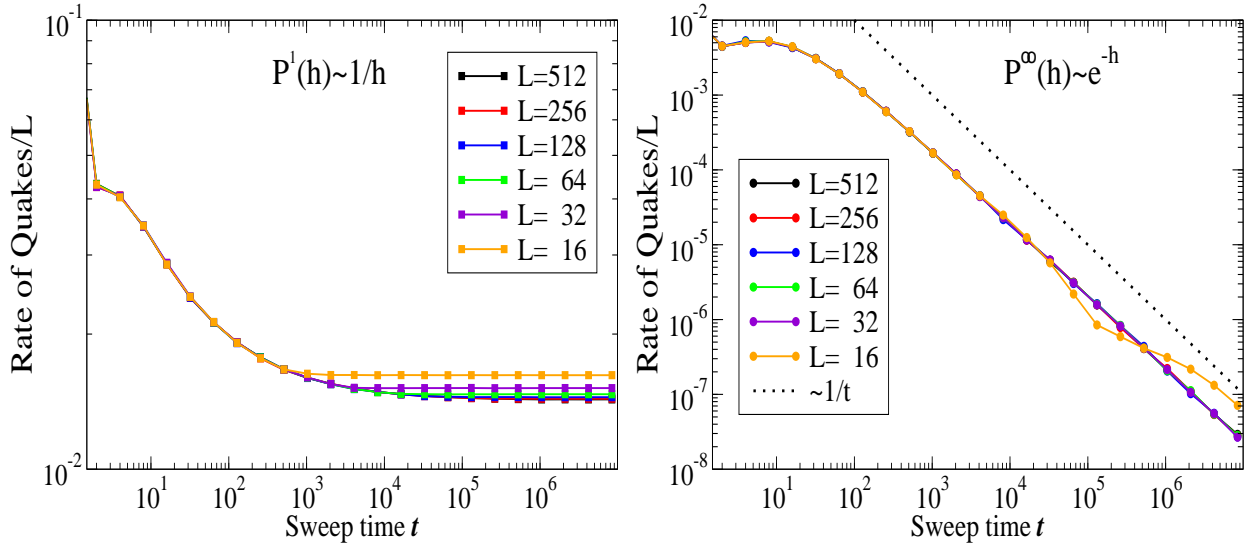 10^-1
P^1(h)~1/h
L=512
L=256
L=128
L= 64
L= 32
L= 16
Rate of Quakes/L
10^-2
10^1 10^2 10^3 10^4 10^5 10^6
Sweep time t
10^-2
P^∞(h)~e^-h
10^-3
10^-4
L=512
L=256
L=128
L= 64
L= 32
L= 16
~1/t
Rate of Quakes/L
10^-5
10^-6
10^-7
10^-8
10^1 10^2 10^3 10^4 10^5 10^6
Sweep time t